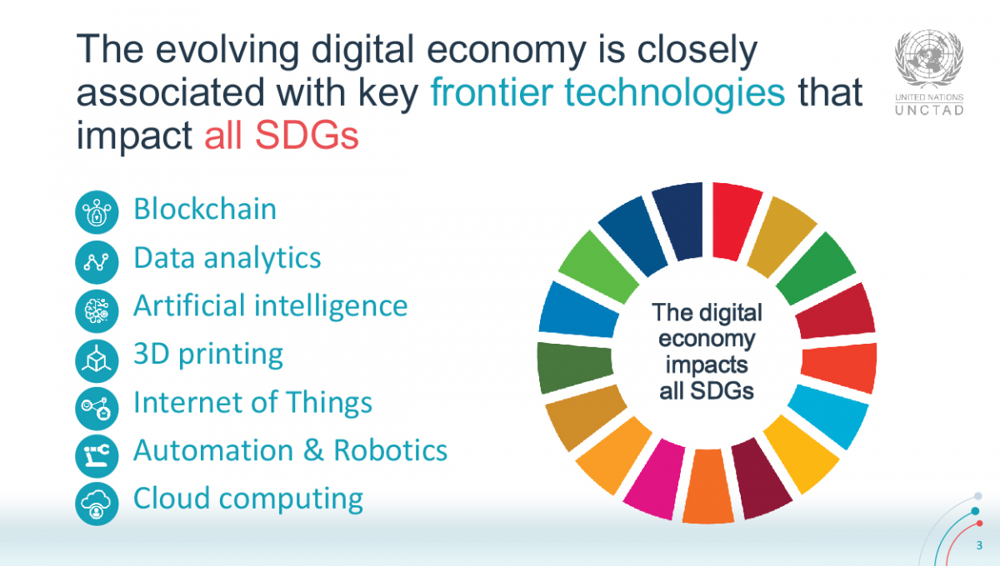 The evolving digital economy is closely
associated with key frontier technologies that
impact all SDGs
UNITED NATIONS
UNCTAD
Blockchain
Data analytics
Artificial intelligence
3D printing
Internet of Things
Automation & Robotics
Cloud computing
The digital
economy
impacts
all SDGs
3